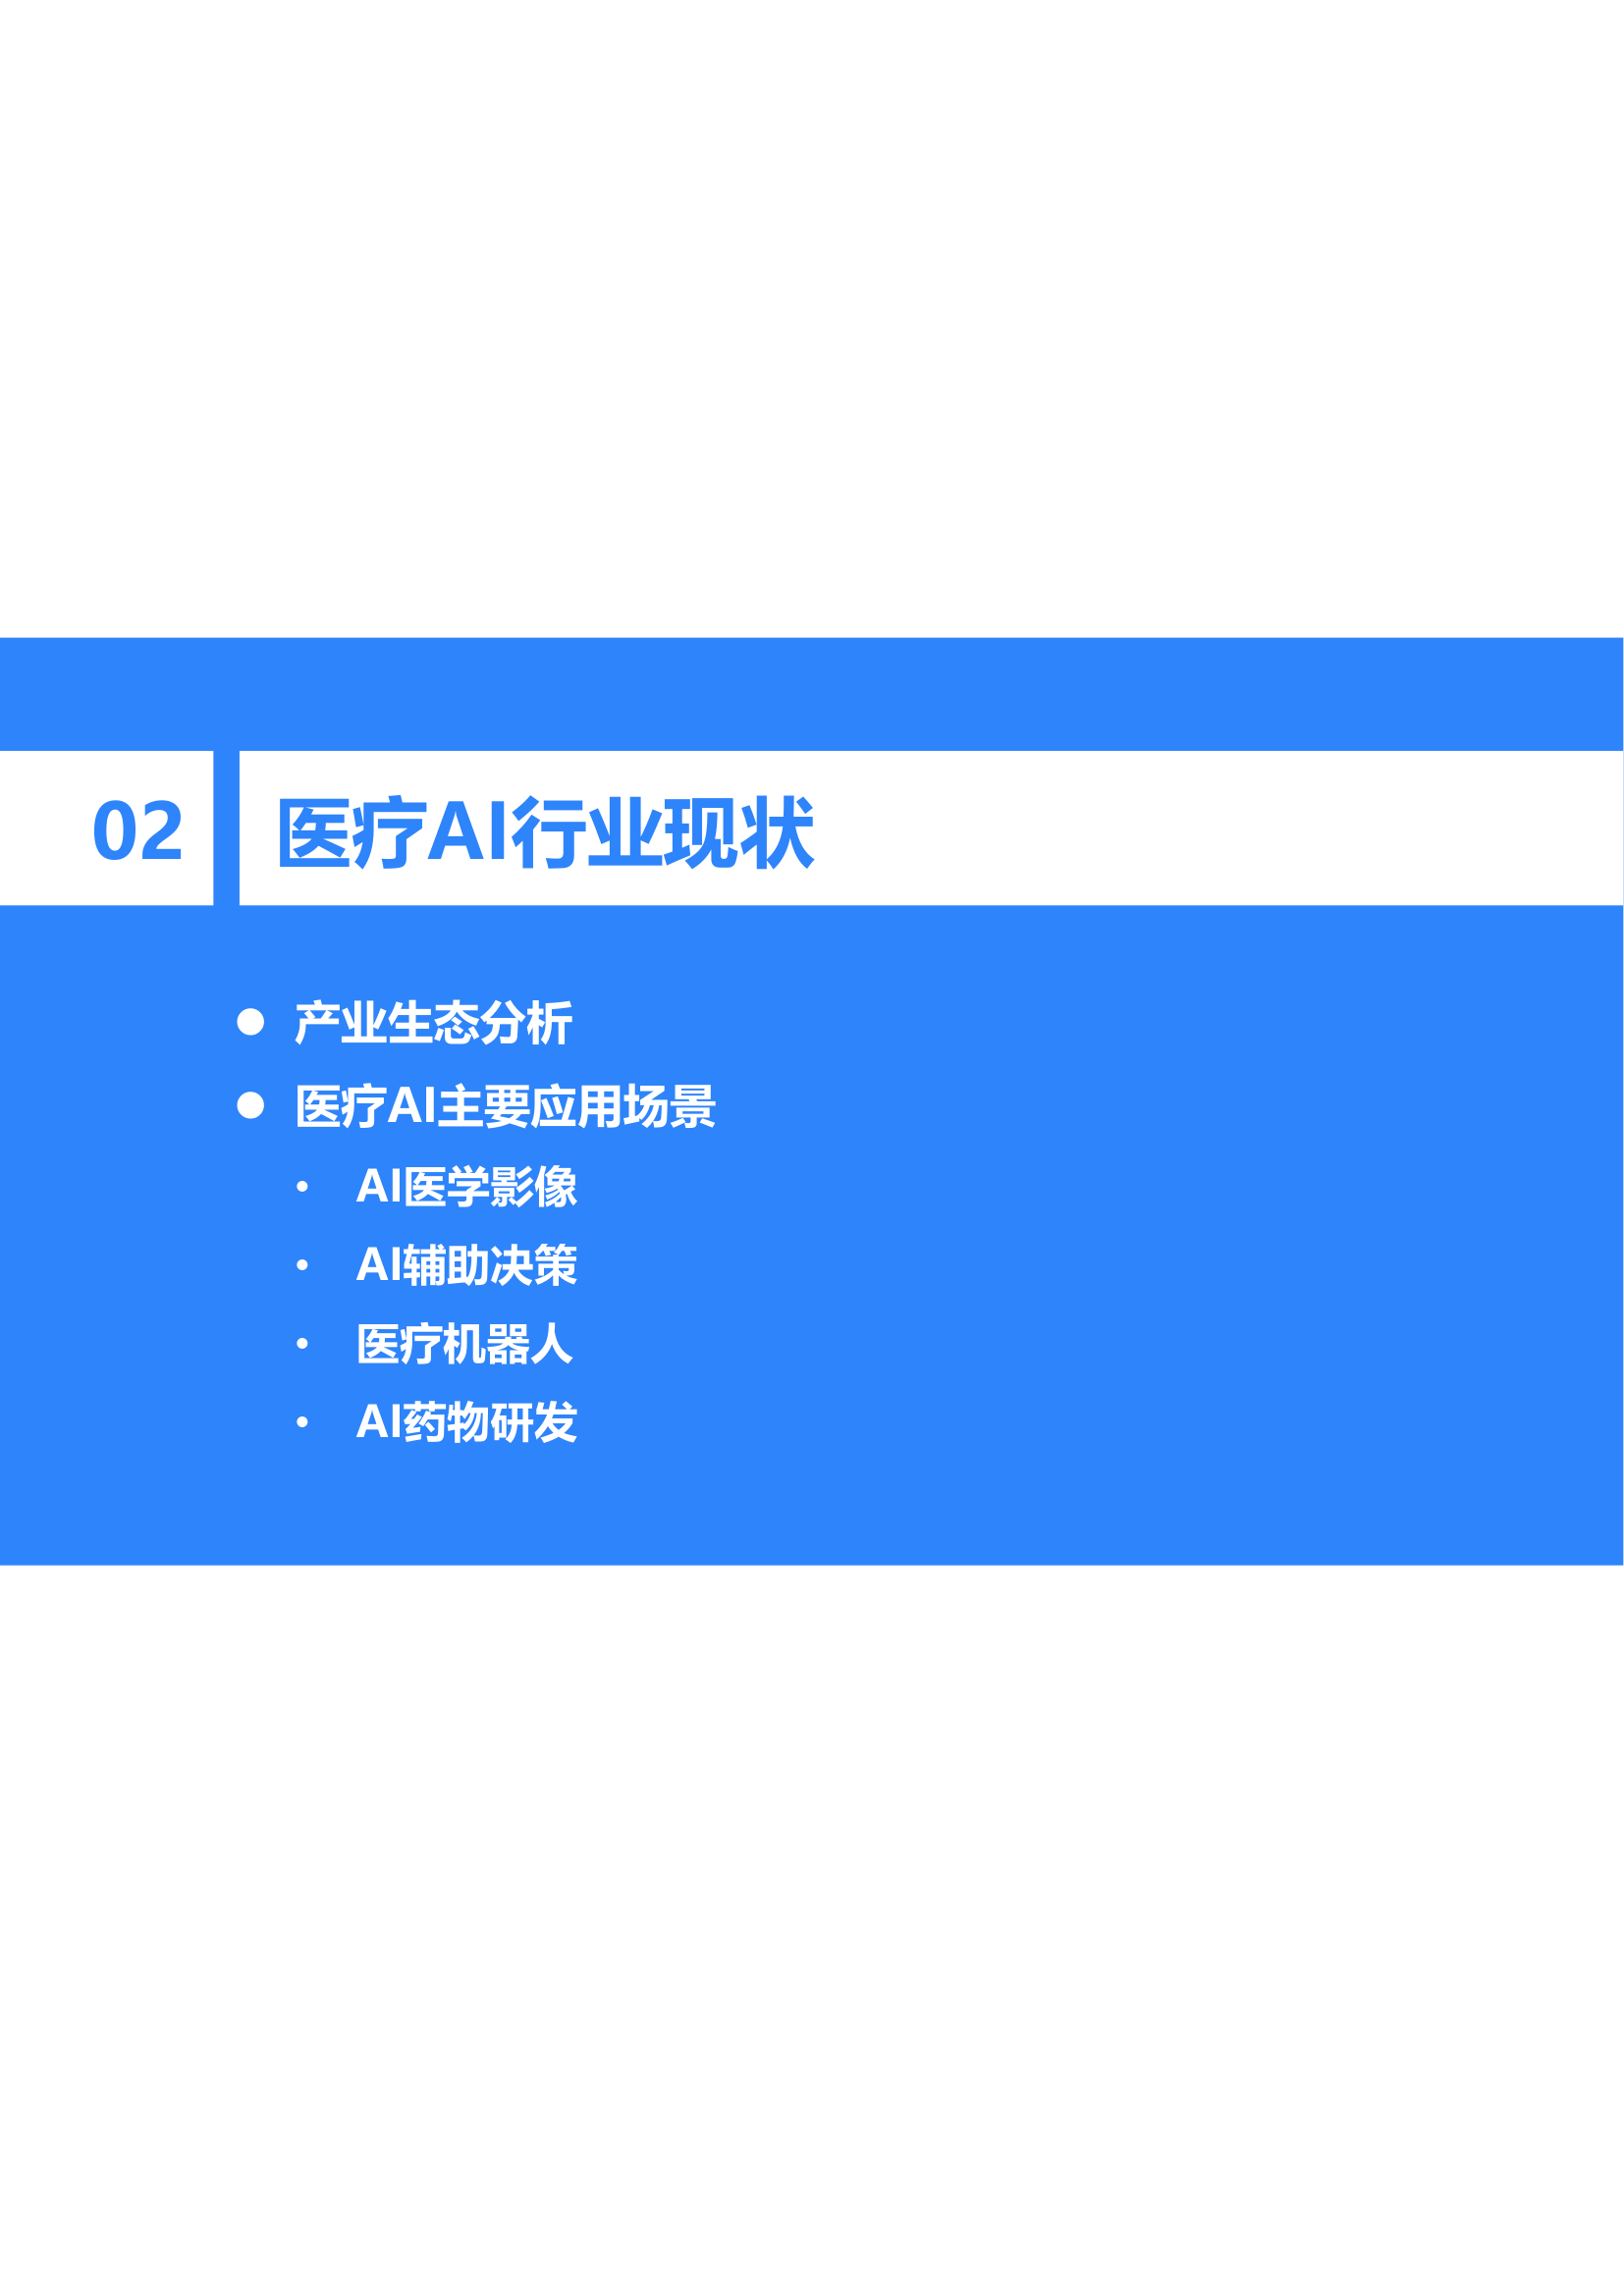 02 医疗AI行业现状
● 产业生态分析
● 医疗AI主要应用场景
• AI医学影像
• AI辅助决策
• 医疗机器人
• AI药物研发